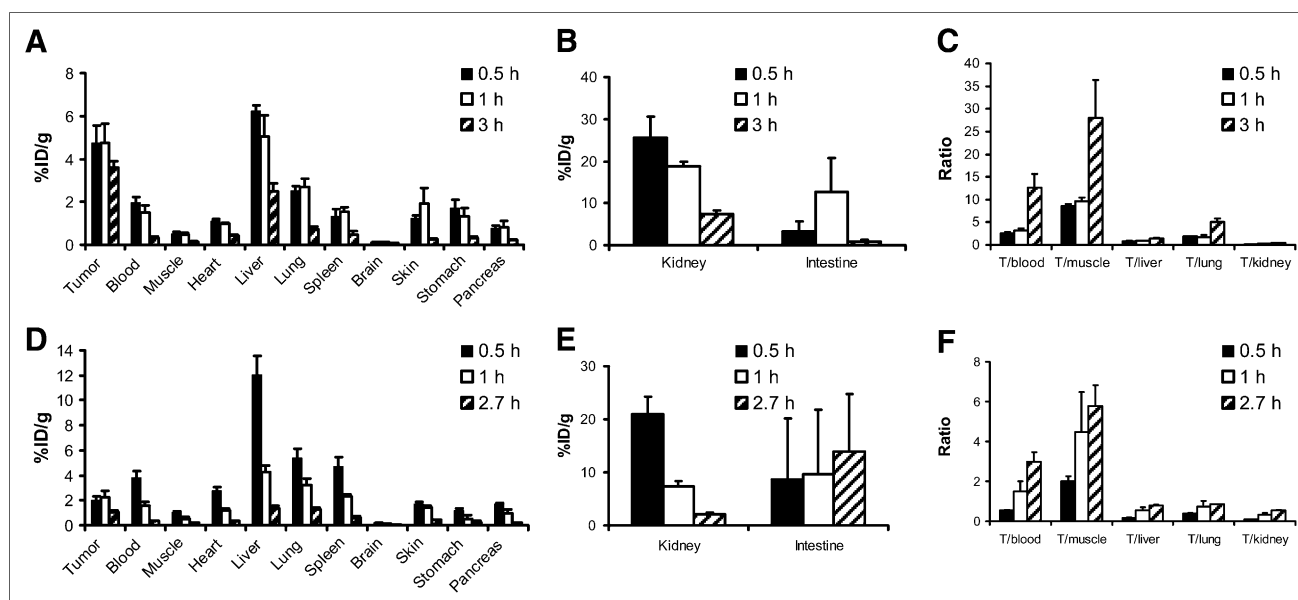 A
%ID/g
8
6
4
2
0
0.5 h
1 h
3 h
Tumor
Blood
Muscle
Heart
Liver
Lung
Spleen
Brain
Skin
Stomach
Pancreas
B
%ID/g
40
30
20
10
0
0.5 h
1 h
3 h
Kidney
Intestine
C
Ratio
40
35
30
25
20
15
10
5
0
0.5 h
1 h
3 h
T/blood
T/muscle
T/liver
T/lung
T/kidney
D
%ID/g
14
12
10
8
6
4
2
0
0.5 h
1 h
2.7 h
Tumor
Blood
Muscle
Heart
Liver
Lung
Spleen
Brain
Skin
Stomach
Pancreas
E
%ID/g
30
20
10
0
0.5 h
1 h
2.7 h
Kidney
Intestine
F
Ratio
8
6
4
2
0
0.5 h
1 h
2.7 h
T/blood
T/muscle
T/liver
T/lung
T/kidney